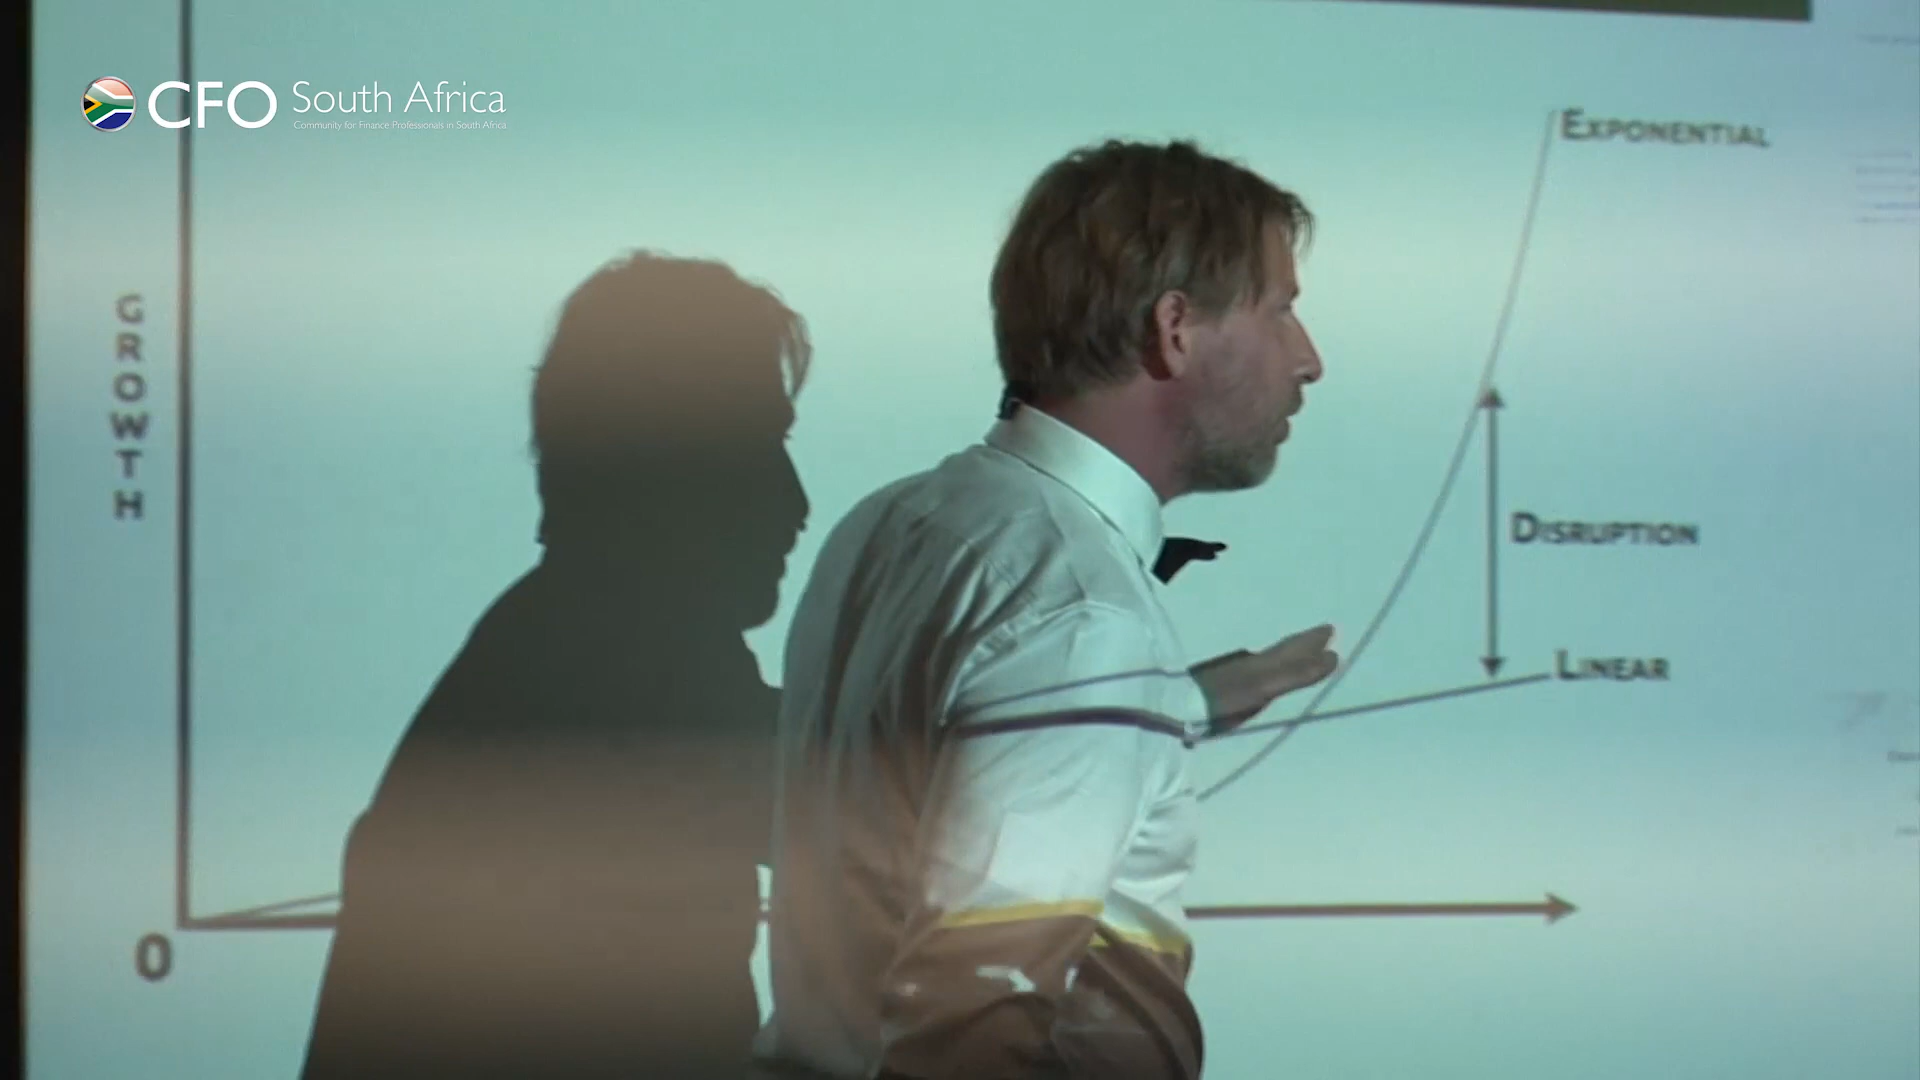 CFO South Africa
Community for Finance Professionals in South Africa
EXPONENTIAL
GROWTH
DISRUPTION
LINEAR
0